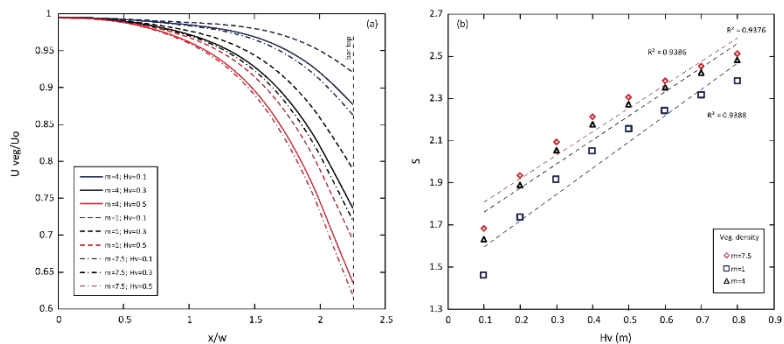 (a)
bar top
1
0.95
0.9
0.85
0.8
0.75
0.7
0.65
0.6
U veg/Uo
m=4; Hv=0.1
m=4; Hv=0.3
m=4; Hv=0.5
m=1; Hv=0.1
m=1; Hv=0.3
m=1; Hv=0.5
m=7.5; Hv=0.1
m=7.5; Hv=0.3
m=7.5; Hv=0.5
0 0.5 1 1.5 2 2.5
x/w
(b)
R² = 0.9376
R² = 0.9386
R² = 0.9388
2.7
2.5
2.3
2.1
1.9
1.7
1.5
1.3
S
Veg. density
m=7.5
m=1
m=4
0 0.1 0.2 0.3 0.4 0.5 0.6 0.7 0.8 0.9
Hv (m)